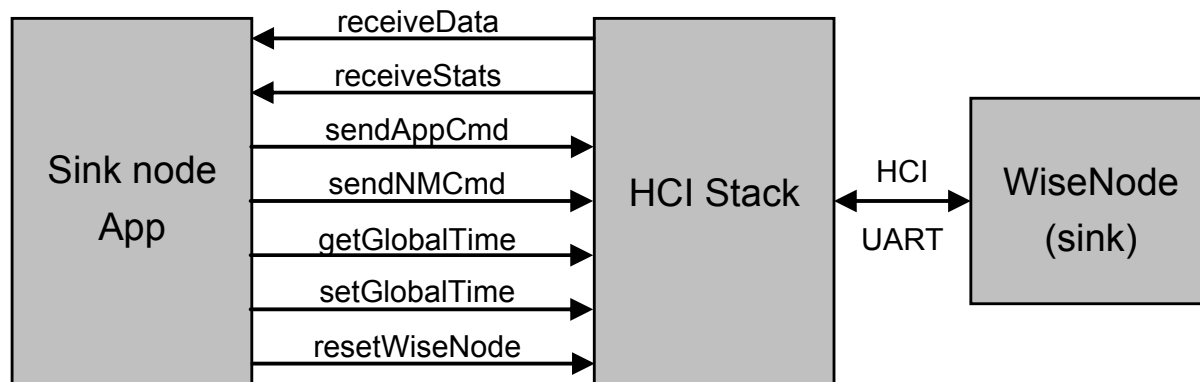 receiveData
receiveStats
sendAppCmd
sendNMCmd
getGlobalTime
setGlobalTime
resetWiseNode
Sink node
App
HCI Stack
HCI
UART
WiseNode
(sink)